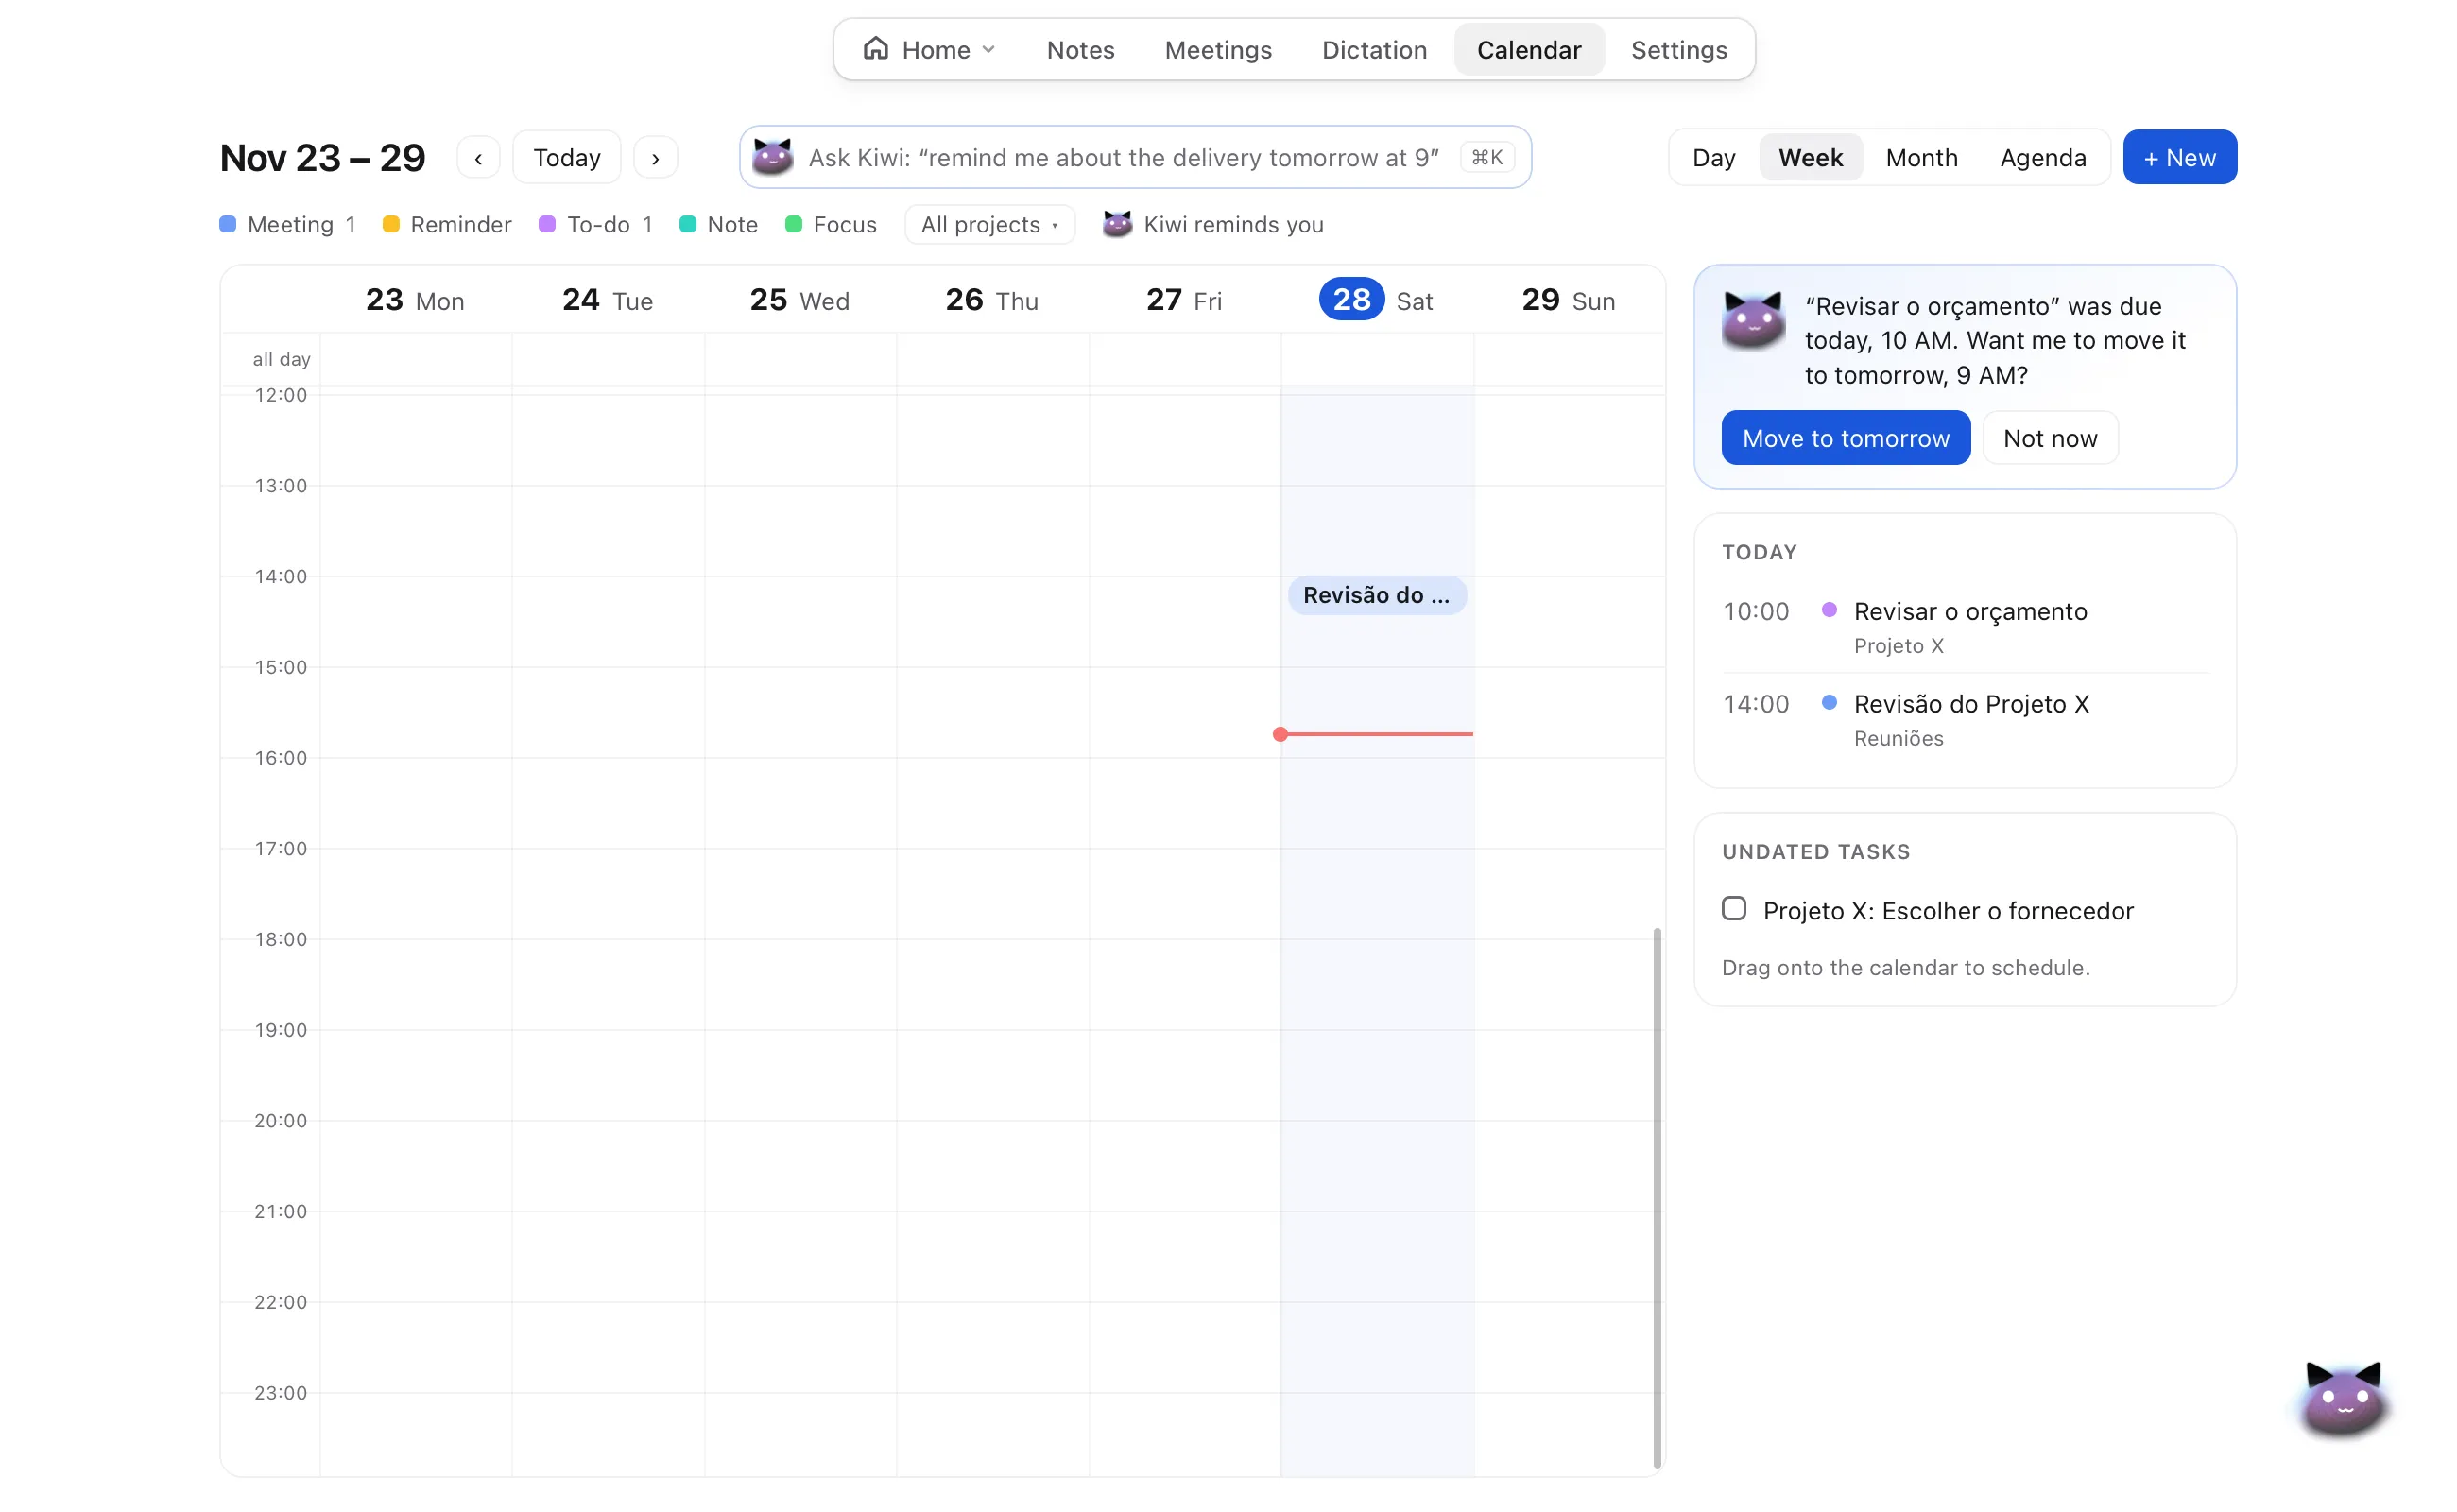 Home
Notes
Meetings
Dictation
Calendar
Settings
Nov 23 – 29
‹
Today
›
Ask Kiwi: “remind me about the delivery tomorrow at 9”
⌘K
Day
Week
Month
Agenda
+ New
Meeting 1
Reminder
To-do 1
Note
Focus
All projects
Kiwi reminds you
23 Mon
24 Tue
25 Wed
26 Thu
27 Fri
28 Sat
29 Sun
all day
12:00
13:00
14:00
Revisão do ...
15:00
16:00
17:00
18:00
19:00
20:00
21:00
22:00
23:00
“Revisar o orçamento” was due
today, 10 AM. Want me to move it
to tomorrow, 9 AM?
Move to tomorrow
Not now
TODAY
10:00 Revisar o orçamento
Projeto X
14:00 Revisão do Projeto X
Reuniões
UNDATED TASKS
Projeto X: Escolher o fornecedor
Drag onto the calendar to schedule.